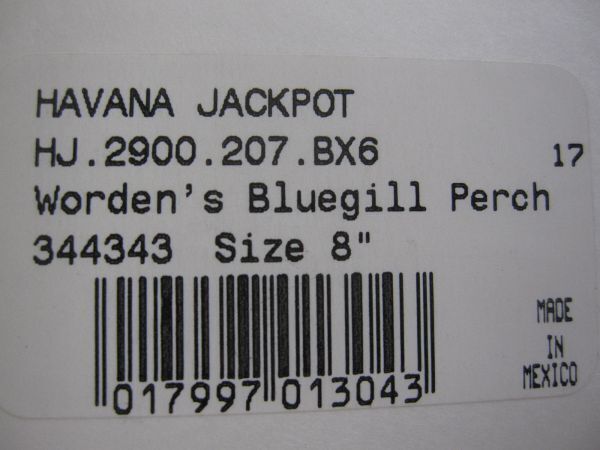 HAVANA JACKPOT
HJ.2900.207.BX6 17
Worden's Bluegill Perch
344343 Size 8"
MADE
IN
MEXICO
017997 013043